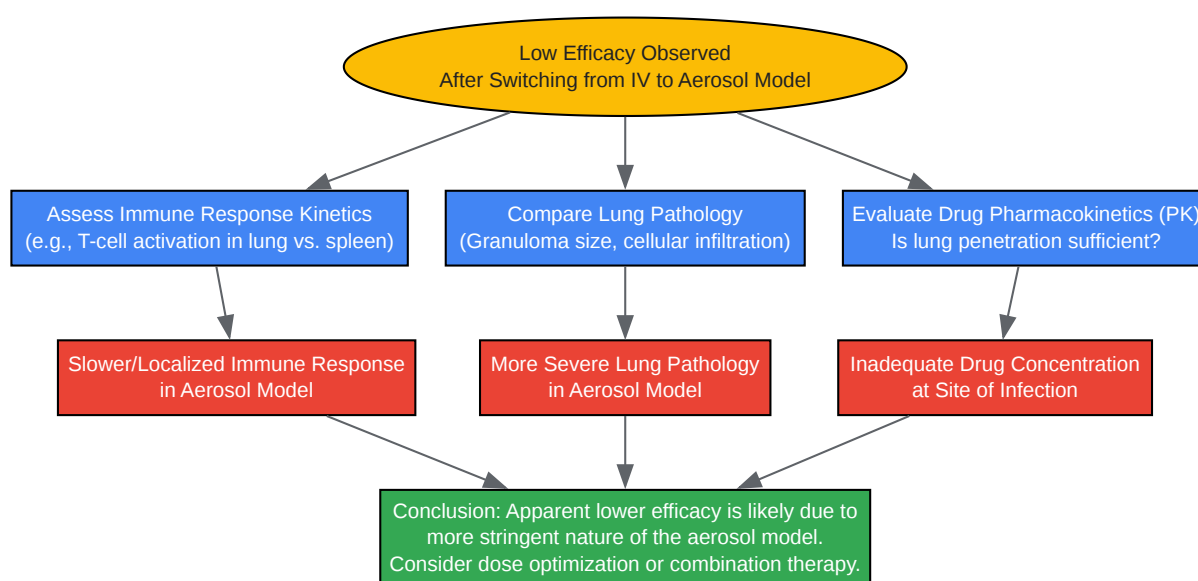 Low Efficacy Observed
After Switching from IV to Aerosol Model
Assess Immune Response Kinetics
(e.g., T-cell activation in lung vs. spleen)
Compare Lung Pathology
(Granuloma size, cellular infiltration)
Evaluate Drug Pharmacokinetics (PK)
Is lung penetration sufficient?
Slower/Localized Immune Response
in Aerosol Model
More Severe Lung Pathology
in Aerosol Model
Inadequate Drug Concentration
at Site of Infection
Conclusion: Apparent lower efficacy is likely due to
more stringent nature of the aerosol model.
Consider dose optimization or combination therapy.